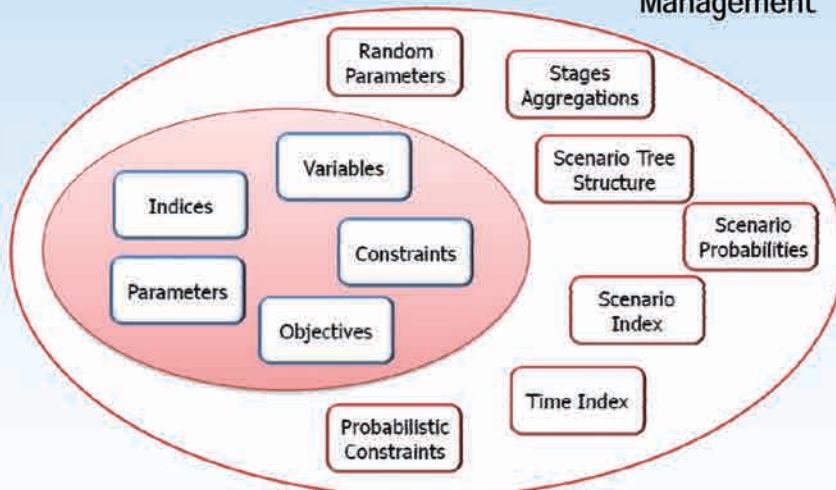 Management
Random
Parameters
Stages
Aggregations
Variables
Scenario Tree
Structure
Indices
Scenario
Probabilities
Constraints
Parameters
Scenario
Index
Objectives
Time Index
Probabilistic
Constraints